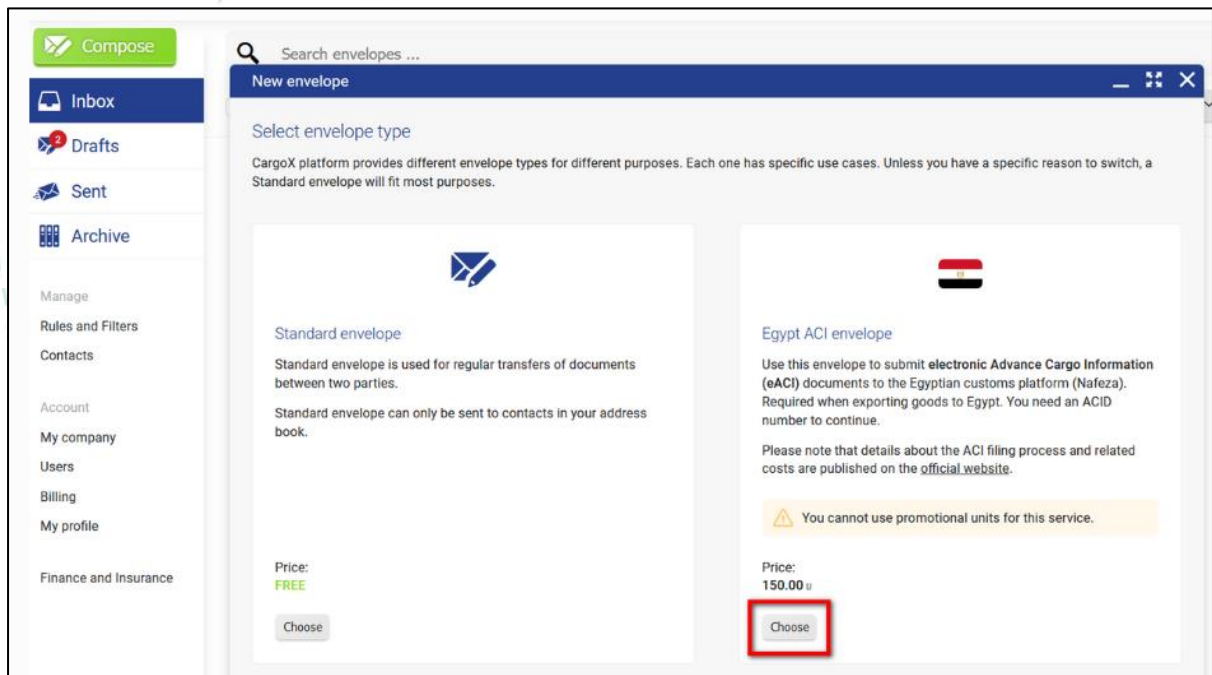 Compose
Search envelopes ...
New envelope
Inbox
2
Drafts
Sent
Archive
Manage
Rules and Filters
Contacts
Account
My company
Users
Billing
My profile
Finance and Insurance
Select envelope type
CargoX platform provides different envelope types for different purposes. Each one has specific use cases. Unless you have a specific reason to switch, a
Standard envelope will fit most purposes.
Standard envelope
Standard envelope is used for regular transfers of documents
between two parties.
Standard envelope can only be sent to contacts in your address
book.
Price:
FREE
Choose
Egypt ACI envelope
Use this envelope to submit electronic Advance Cargo Information
(eACI) documents to the Egyptian customs platform (Nafeza).
Required when exporting goods to Egypt. You need an ACID
number to continue.
Please note that details about the ACI filing process and related
costs are published on the official website.
You cannot use promotional units for this service.
Price:
150.00 u
Choose